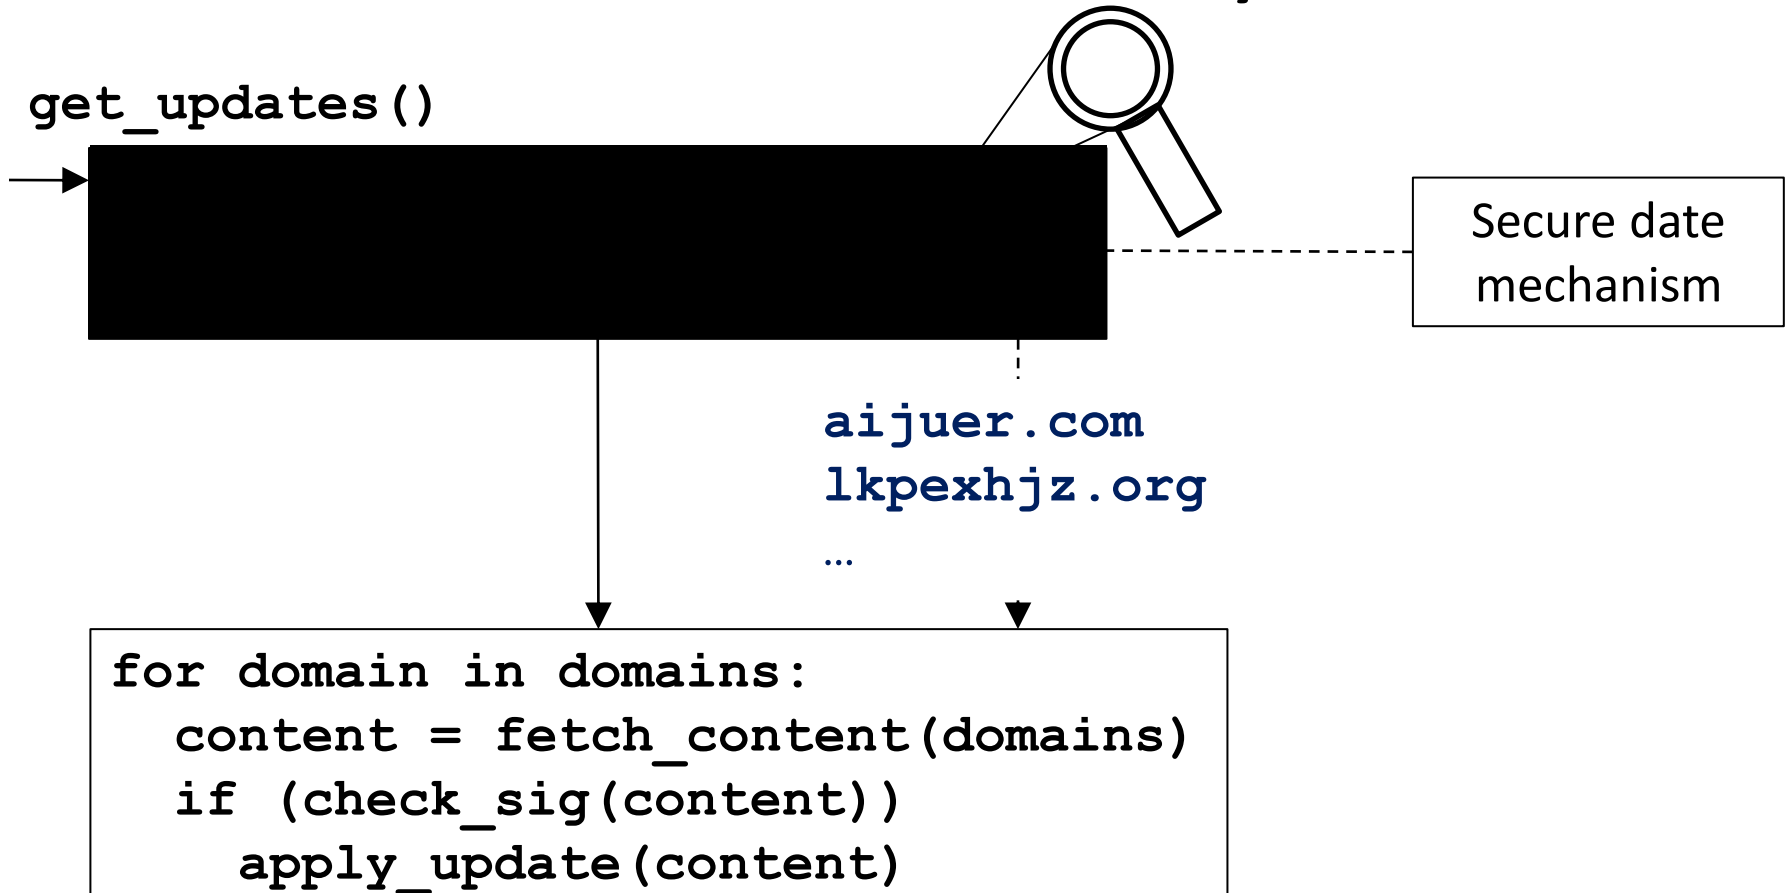 get_updates()
Secure date
mechanism
aijuer.com
lkpexhjz.org
…
for domain in domains:
  content = fetch_content(domains)
  if (check_sig(content))
    apply_update(content)